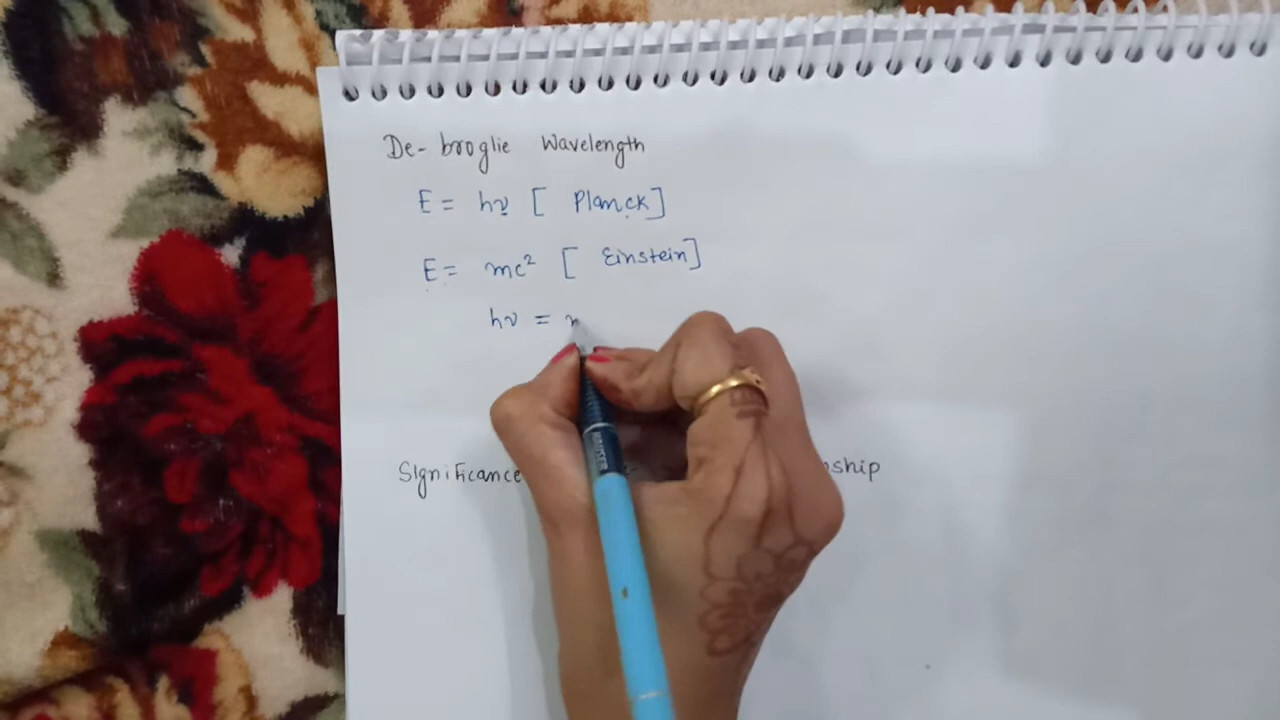 De-broglie Wavelength
E = hν [ Planck]
E = mc² [ Einstein]
hν =
Significance